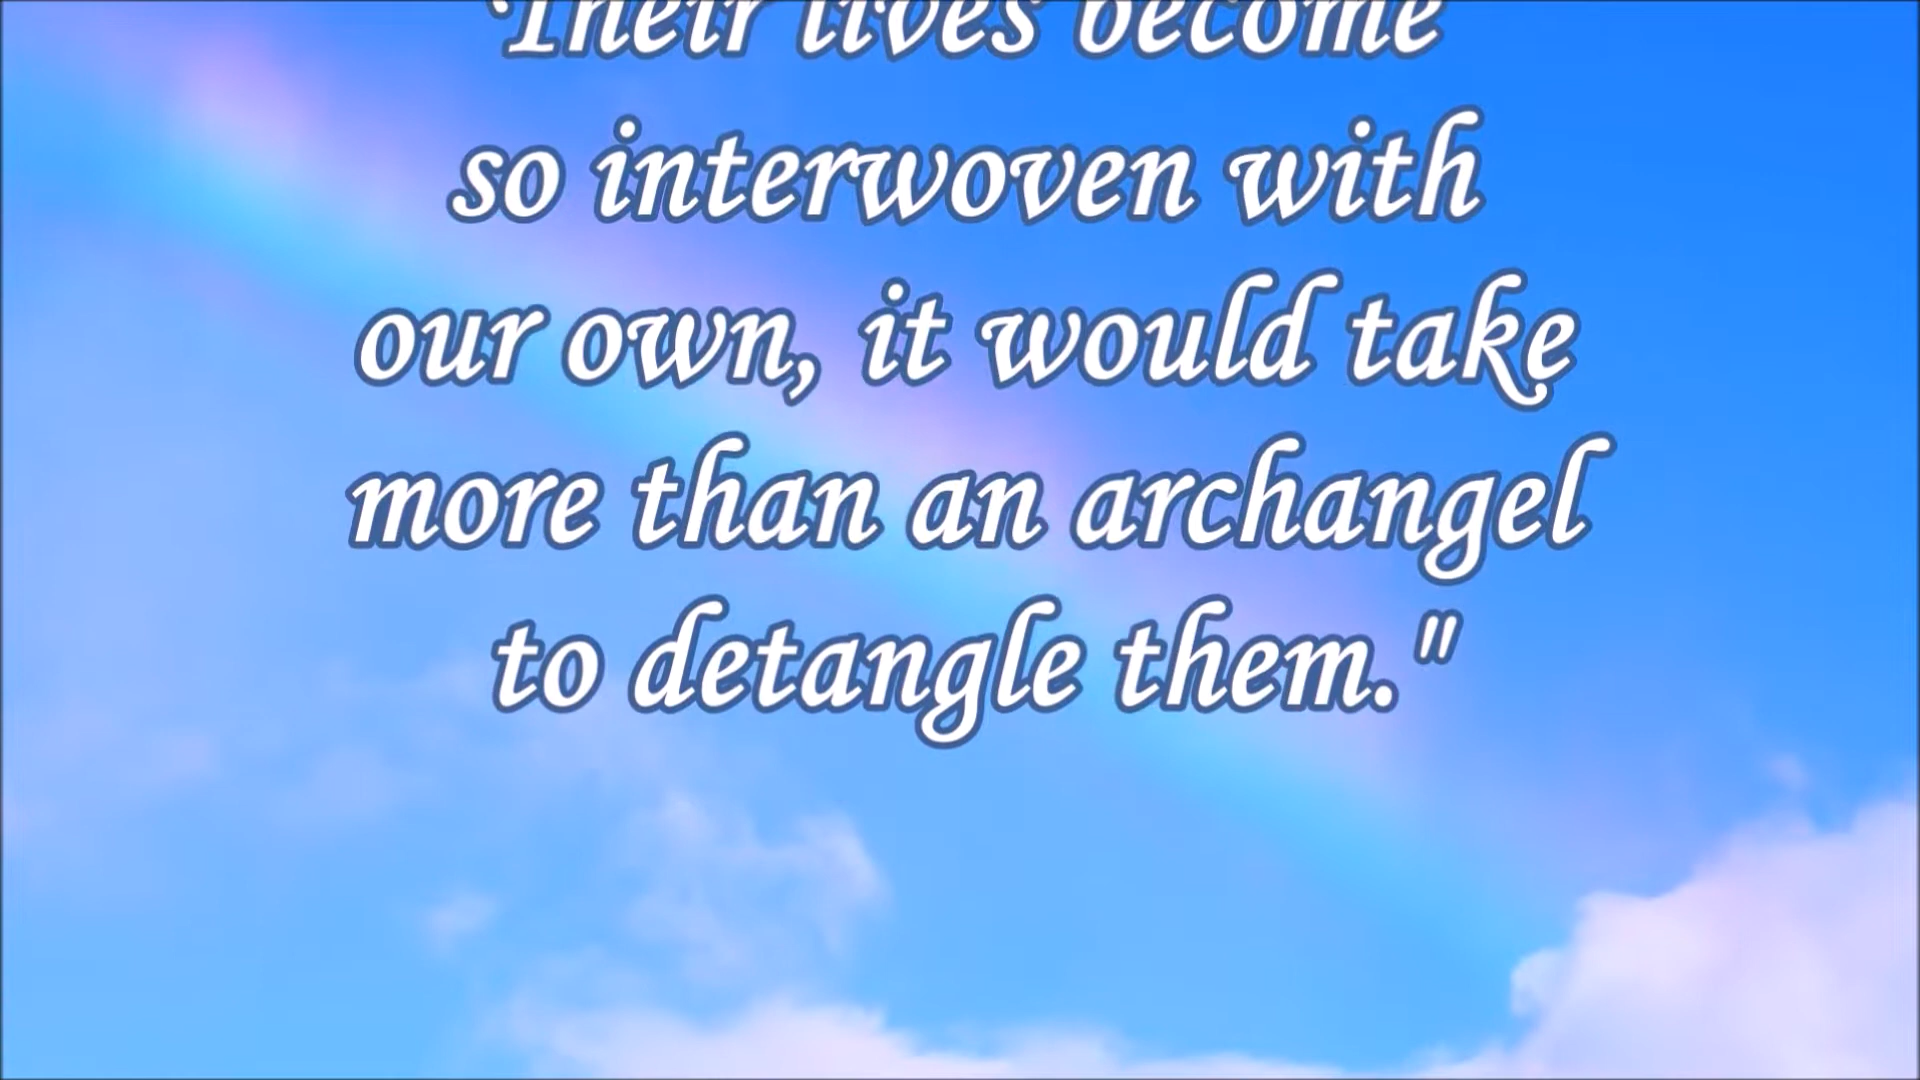 Their lives become
so interwoven with
our own, it would take
more than an archangel
to detangle them."